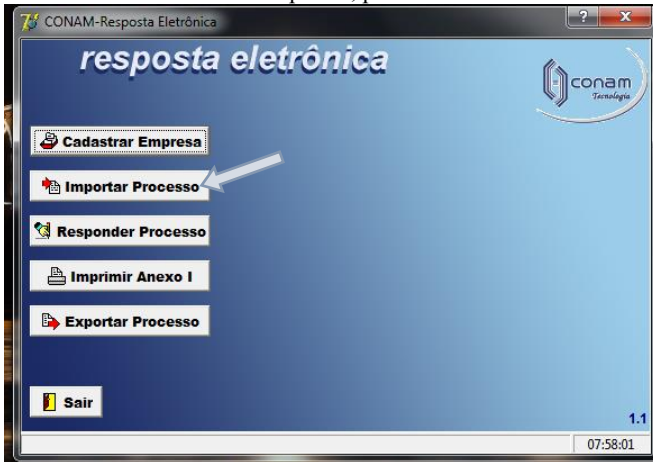 CONAM-Resposta Eletrônica
resposta eletrônica
conam
Tecnologia
Cadastrar Empresa
Importar Processo
Responder Processo
Imprimir Anexo I
Exportar Processo
Sair
1.1
07:58:01